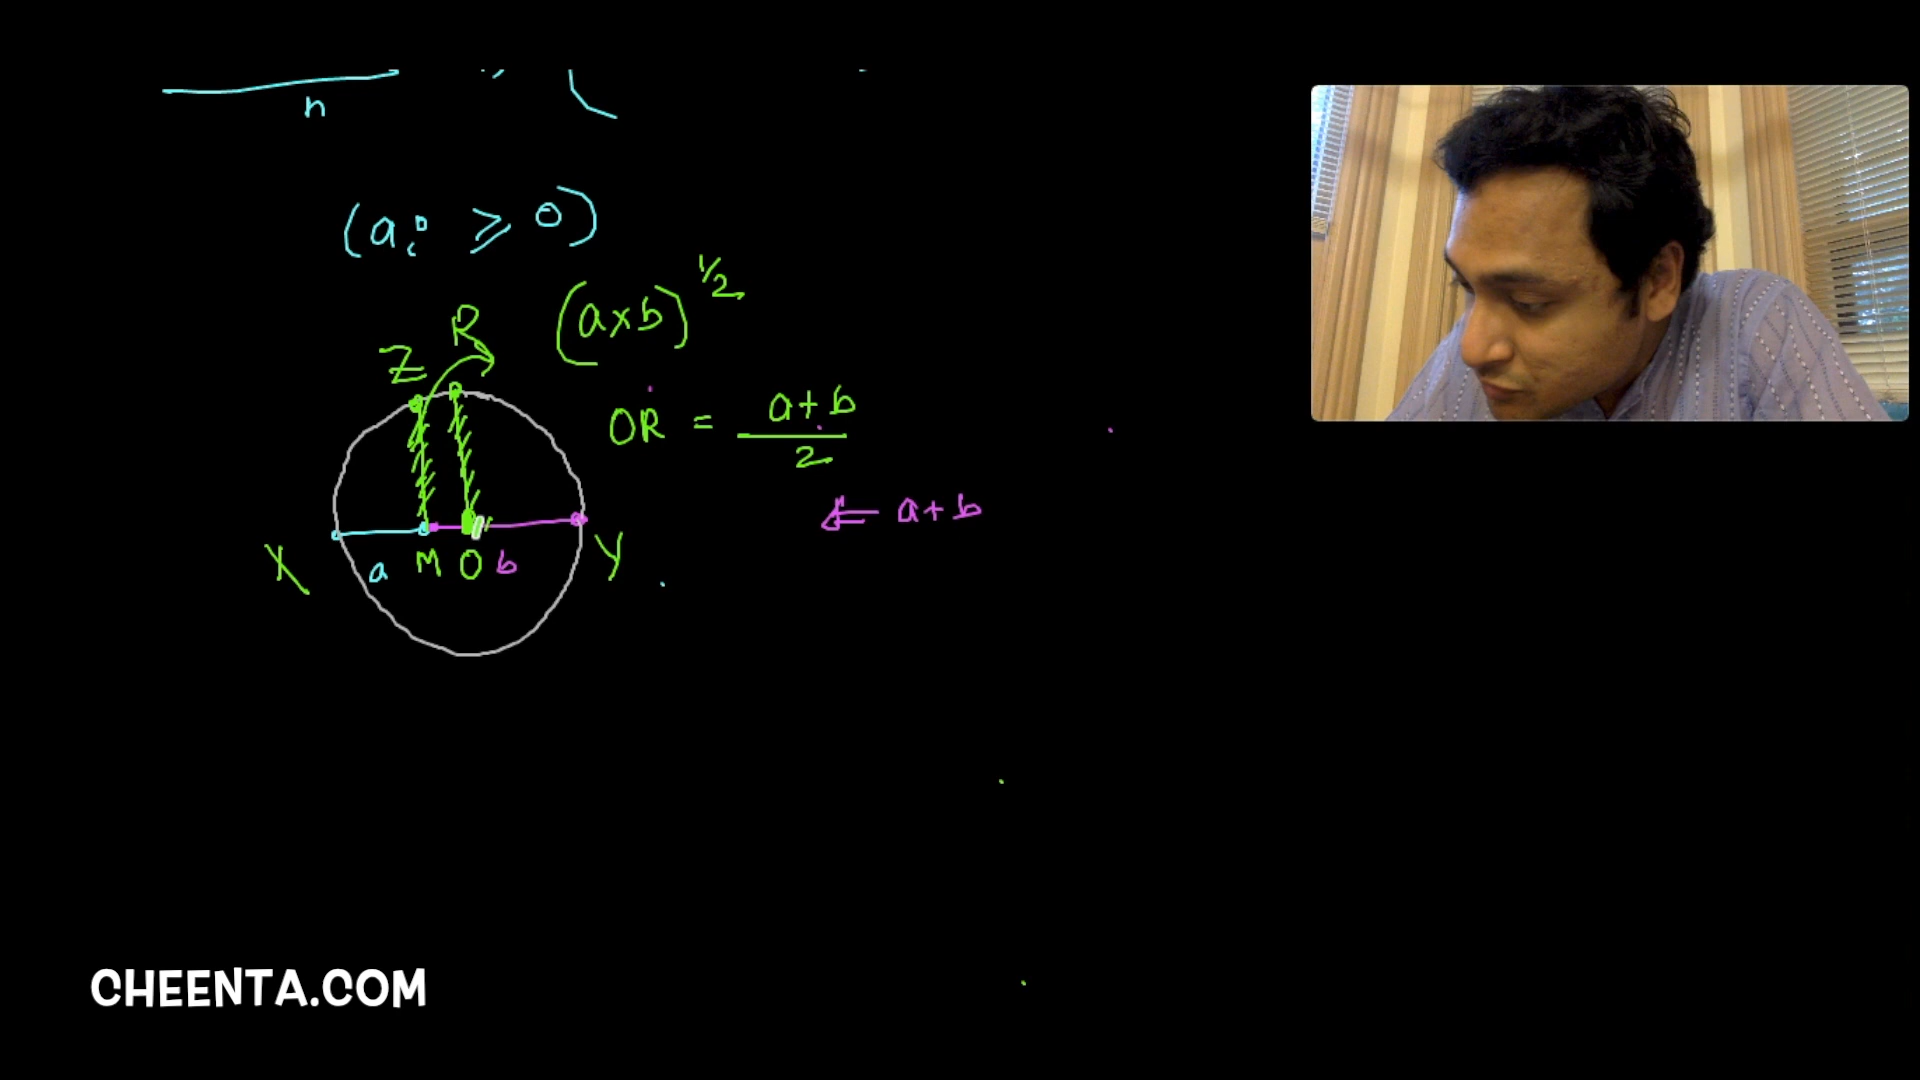 n
(aᵢ ≥ 0)
(a×b)^1/2
R
Z
OR = a+b
2
⇐ a+b
X a M O b Y
CHEENTA.COM